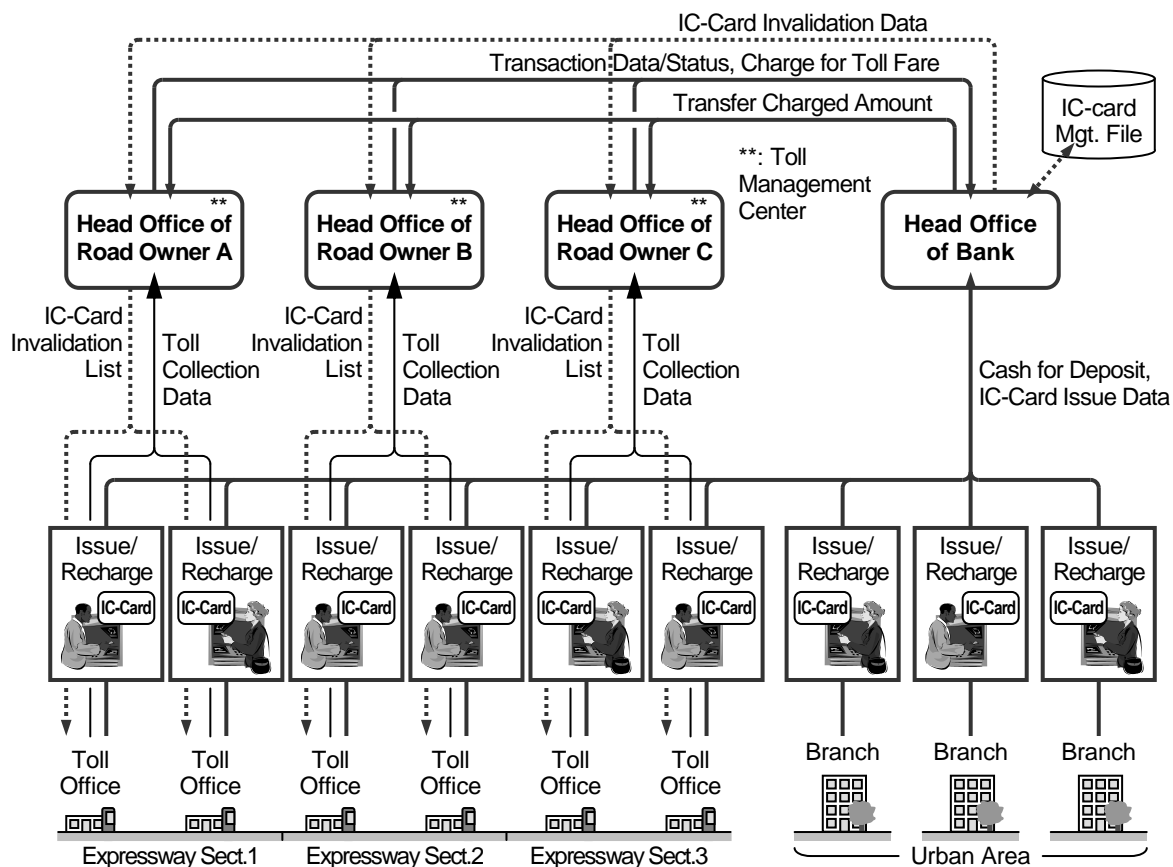 IC-Card Invalidation Data
Transaction Data/Status, Charge for Toll Fare
Transfer Charged Amount
IC-card
Mgt. File
**: Toll
Management
Center
**
Head Office of
Road Owner A
**
Head Office of
Road Owner B
**
Head Office of
Road Owner C
Head Office
of Bank
IC-Card
Invalidation
List
Toll
Collection
Data
IC-Card
Invalidation
List
Toll
Collection
Data
IC-Card
Invalidation
List
Toll
Collection
Data
Cash for Deposit,
IC-Card Issue Data
Issue/
Recharge
IC-Card
Issue/
Recharge
IC-Card
Issue/
Recharge
IC-Card
Issue/
Recharge
IC-Card
Issue/
Recharge
IC-Card
Issue/
Recharge
IC-Card
Issue/
Recharge
IC-Card
Issue/
Recharge
IC-Card
Issue/
Recharge
IC-Card
Toll
Office
Toll
Office
Toll
Office
Toll
Office
Toll
Office
Toll
Office
Branch
Branch
Branch
Expressway Sect.1
Expressway Sect.2
Expressway Sect.3
Urban Area